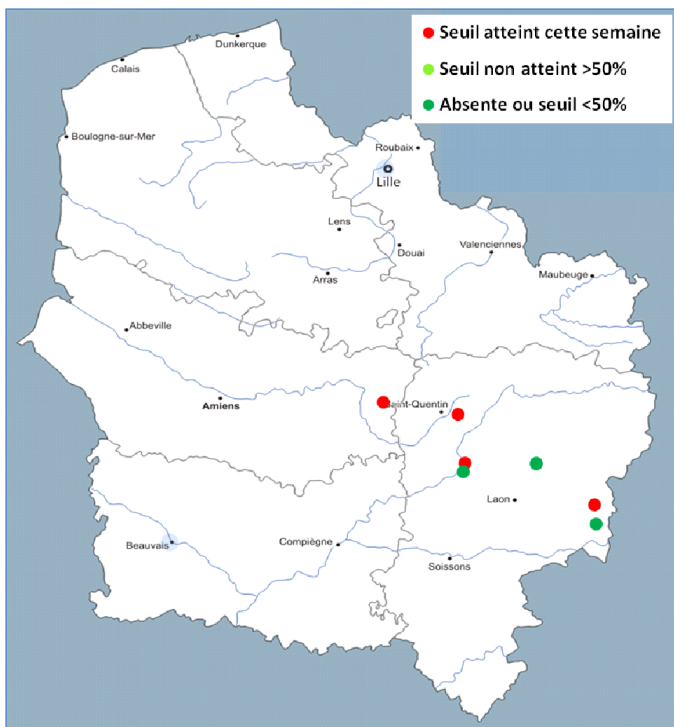 Seuil atteint cette semaine
Seuil non atteint >50%
Absente ou seuil <50%
Dunkerque
Calais
Boulogne-sur-Mer
Roubaix
Lille
Lens
Douai
Valenciennes
Arras
Maubeuge
Abbeville
Amiens
aint-Quentin
Laon
Beauvais
Compiègne
Soissons